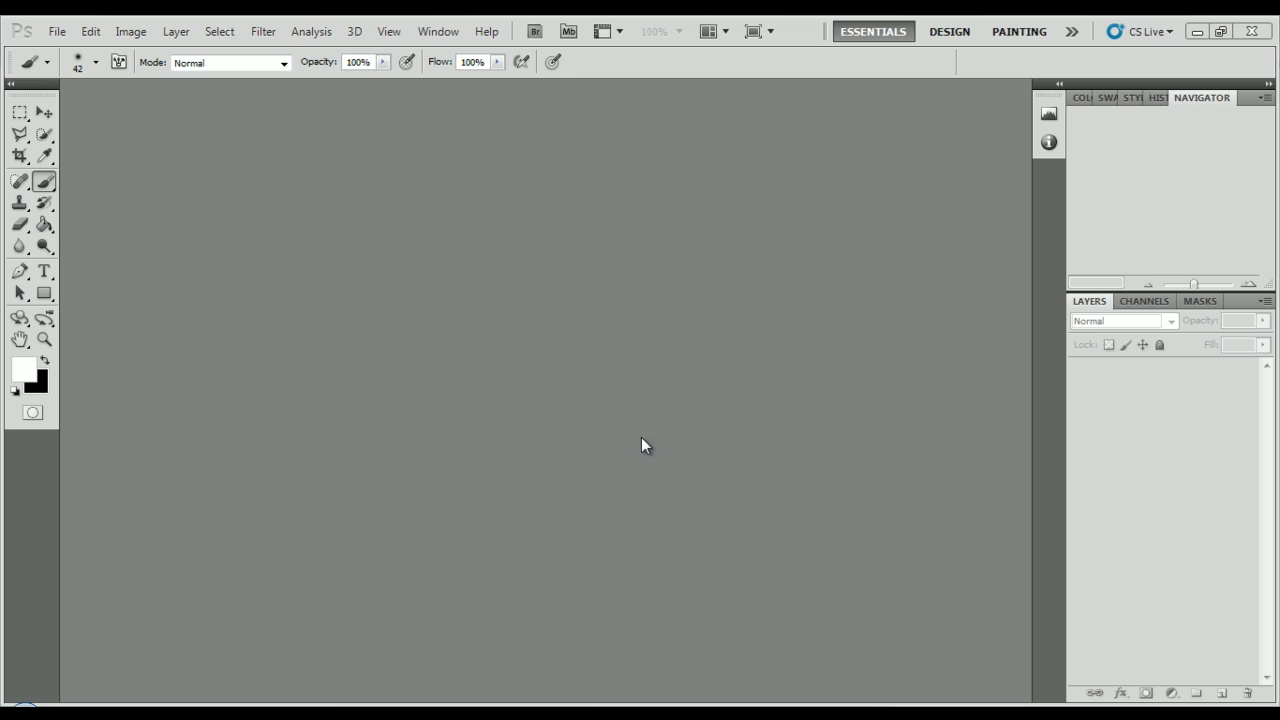 Ps File Edit Image Layer Select Filter Analysis 3D View Window Help Br Mb 100% ESSENTIALS DESIGN PAINTING CS Live
42 Mode: Normal Opacity: 100% Flow: 100%
COL SWA STYL HIST NAVIGATOR
LAYERS CHANNELS MASKS
Normal Opacity:
Lock: Fill:
T
fx